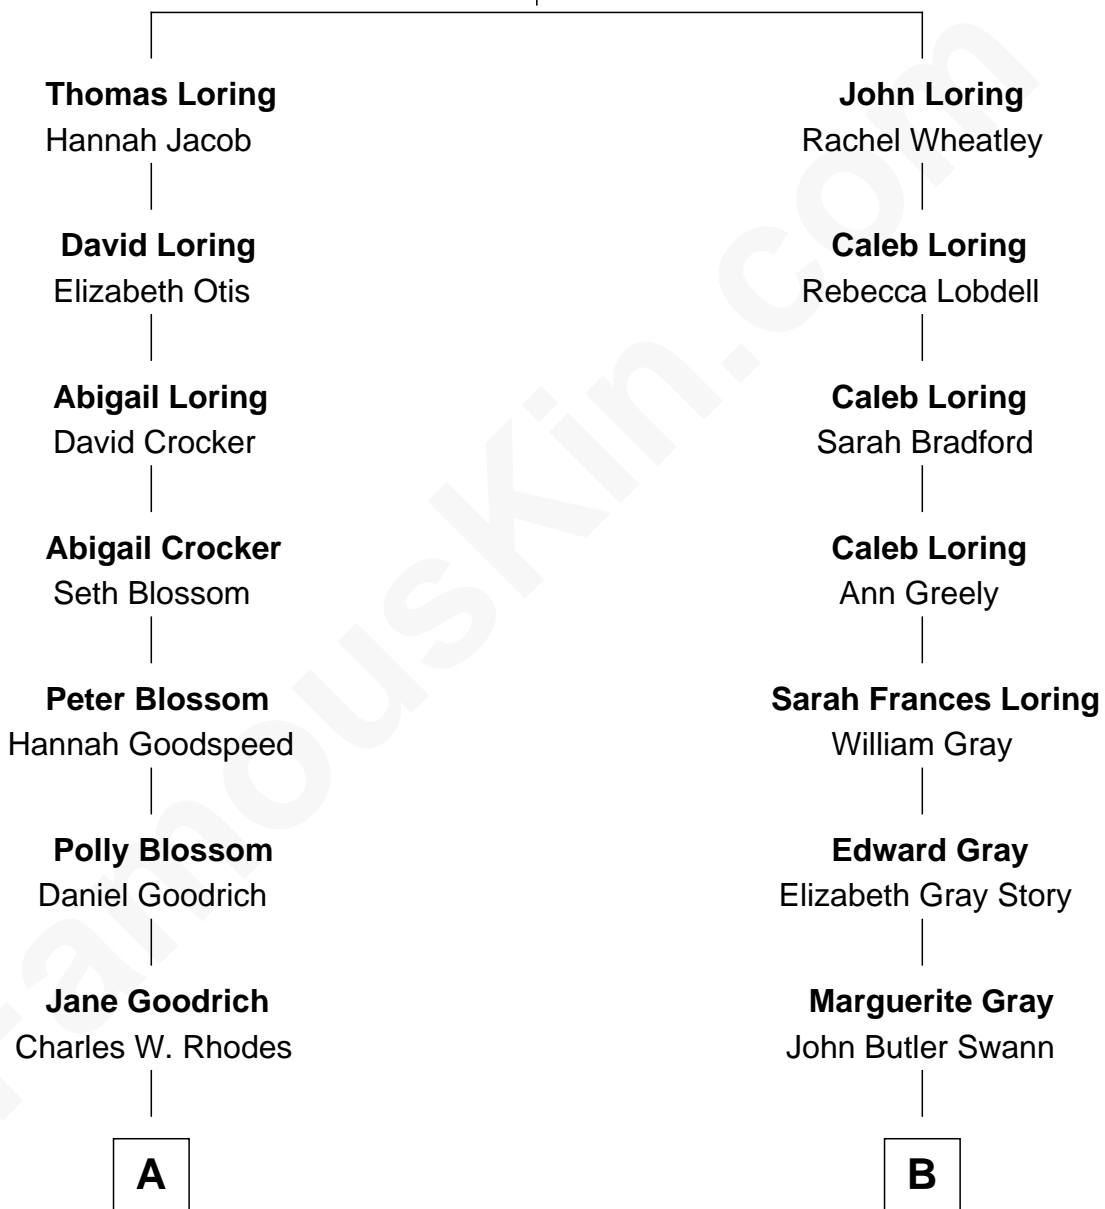 Thomas Loring
Hannah Jacob
David Loring
Elizabeth Otis
Abigail Loring
David Crocker
Abigail Crocker
Seth Blossom
Peter Blossom
Hannah Goodspeed
Polly Blossom
Daniel Goodrich
Jane Goodrich
Charles W. Rhodes
A
John Loring
Rachel Wheatley
Caleb Loring
Rebecca Lobdell
Caleb Loring
Sarah Bradford
Caleb Loring
Ann Greely
Sarah Frances Loring
William Gray
Edward Gray
Elizabeth Gray Story
Marguerite Gray
John Butler Swann
B
FamousKin.com